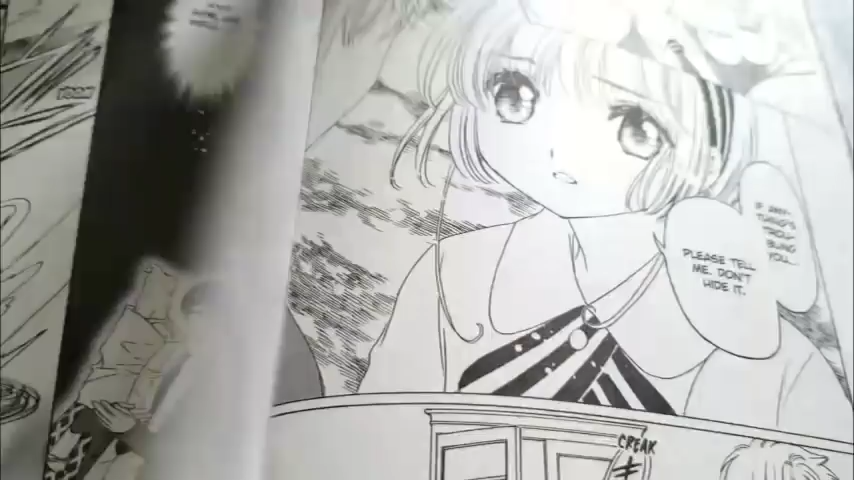 IF ANY-
THING'S
TROU-
BLING
YOU...
PLEASE TELL
ME. DON'T
HIDE IT.
CREAK